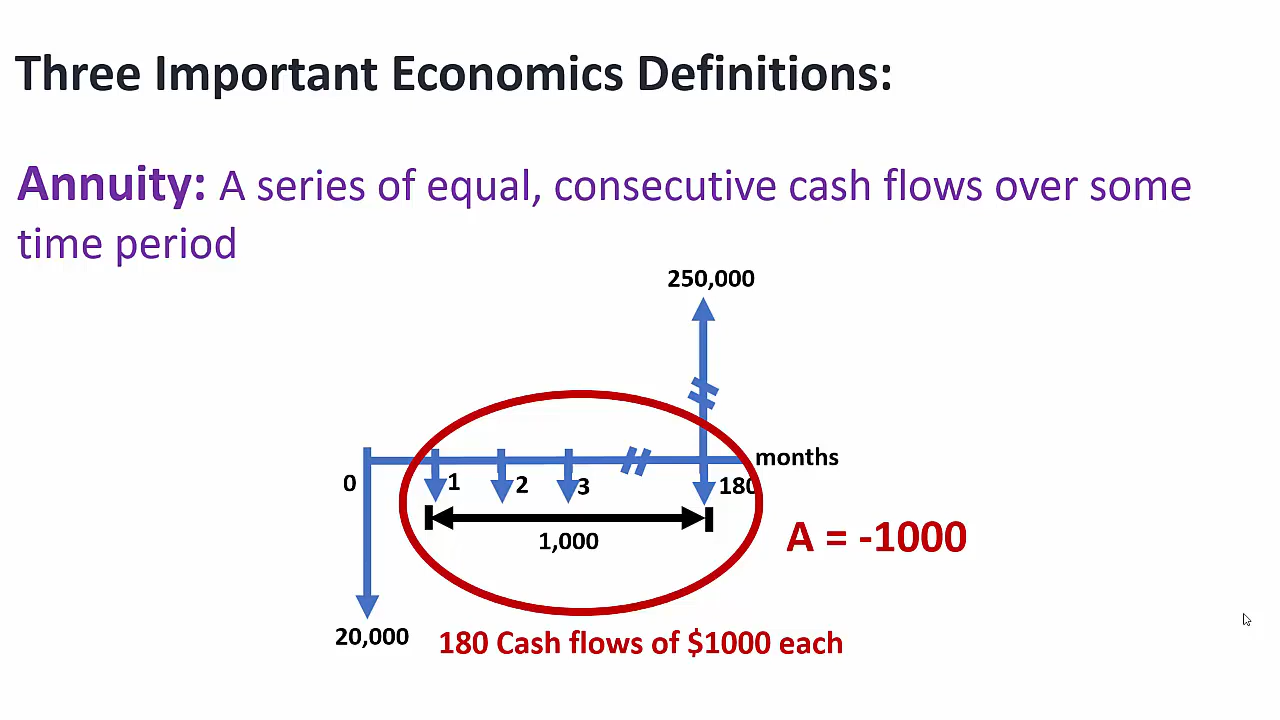 Three Important Economics Definitions:
Annuity: A series of equal, consecutive cash flows over some
time period
250,000
months
0
1
2
3
180
1,000
A = -1000
20,000
180 Cash flows of $1000 each